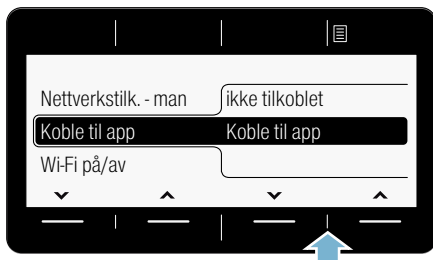 Nettverkstilk. - man ikke tilkoblet
Koble til app Koble til app
Wi-Fi på/av